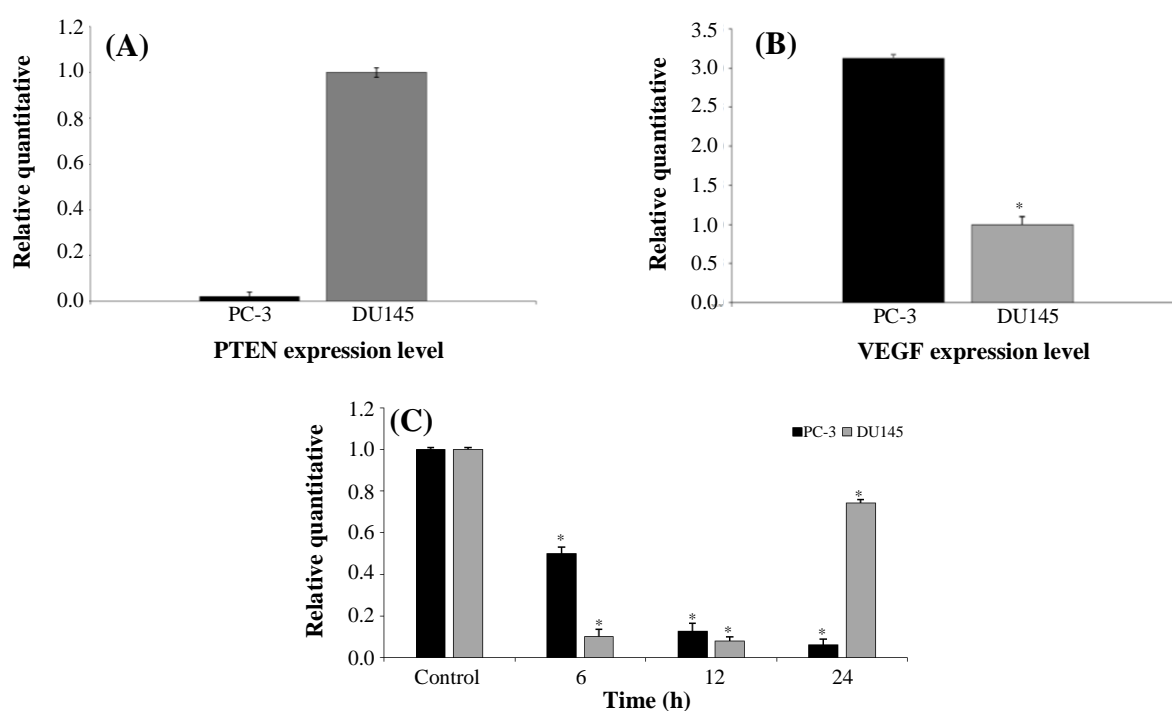 (A)
Relative quantitative
1.2
1.0
0.8
0.6
0.4
0.2
0.0
PC-3 DU145
PTEN expression level
(B)
Relative quantitative
3.5
3.0
2.5
2.0
1.5
1.0
0.5
0.0
*
PC-3 DU145
VEGF expression level
(C)
Relative quantitative
1.2
1.0
0.8
0.6
0.4
0.2
0.0
PC-3 DU145
* * * * * *
Control 6 12 24
Time (h)